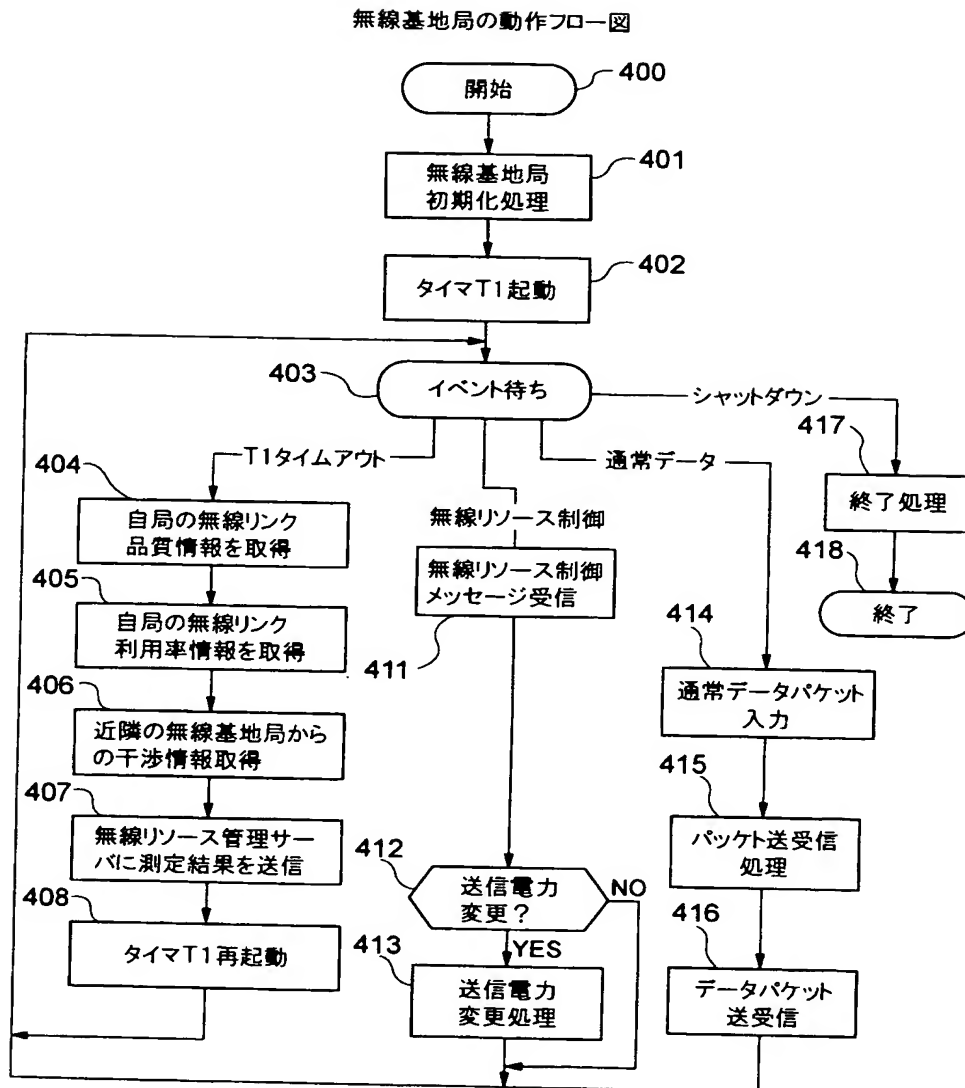 無線基地局の動作フロー図
開始
400
無線基地局
初期化処理
401
タイマT1起動
402
403
イベント待ち
シャットダウン
T1タイムアウト
無線リソース制御
通常データ
404
自局の無線リンク
品質情報を取得
405
自局の無線リンク
利用率情報を取得
406
近隣の無線基地局から
の干渉情報取得
407
無線リソース管理サー
バに測定結果を送信
408
タイマT1再起動
無線リソース制御
メッセージ受信
411
412
送信電力
変更?
NO
YES
413
送信電力
変更処理
414
通常データパケット
入力
415
パッケト送受信
処理
416
データパケット
送受信
417
終了処理
418
終了